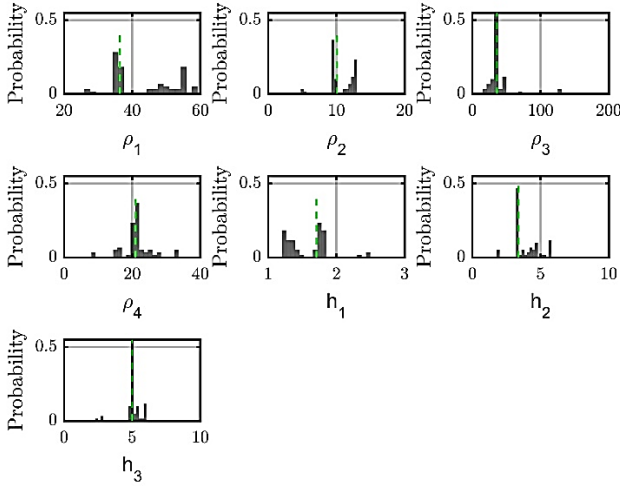 Probability 0.5 0 20 40 60 ρ1
Probability 0.5 0 0 10 20 ρ2
Probability 0.5 0 0 100 200 ρ3
Probability 0.5 0 0 20 40 ρ4
Probability 0.5 0 1 2 3 h1
Probability 0.5 0 0 5 10 h2
Probability 0.5 0 0 5 10 h3